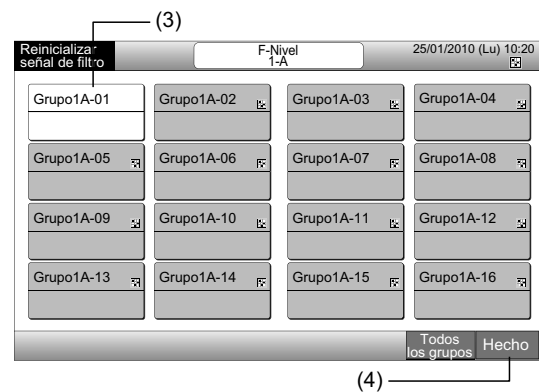 (3)
Reinicializar
señal de filtro
F-Nivel
1-A
25/01/2010 (Lu) 10:20
Grupo1A-01
Grupo1A-02
Grupo1A-03
Grupo1A-04
Grupo1A-05
Grupo1A-06
Grupo1A-07
Grupo1A-08
Grupo1A-09
Grupo1A-10
Grupo1A-11
Grupo1A-12
Grupo1A-13
Grupo1A-14
Grupo1A-15
Grupo1A-16
Todos
los grupos
Hecho
(4)